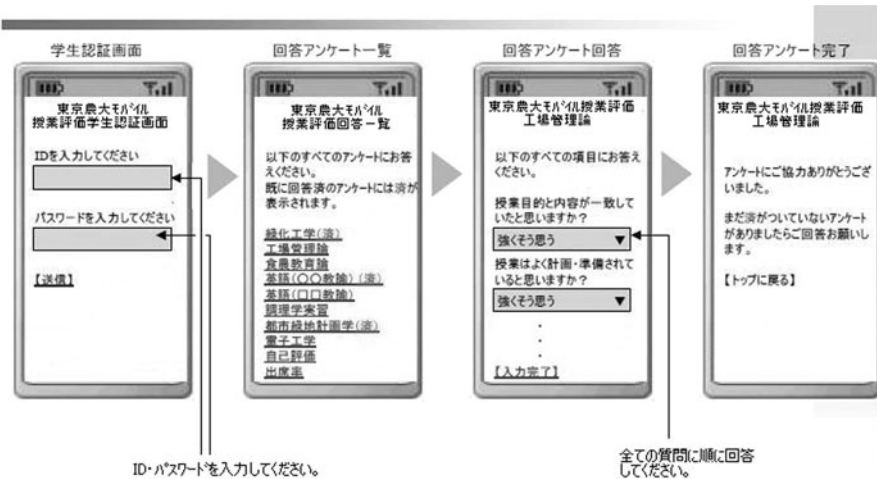 学生認証画面
東京農大モバイル
授業評価学生認証画面
IDを入力してください
パスワードを入力してください
【送信】
ID・パスワードを入力してください。
回答アンケート一覧
東京農大モバイル
授業評価回答一覧
以下のすべてのアンケートにお答
えください。
既に回答済のアンケートには済が
表示されます。
緑化工学(済)
工場管理論
食農教育論
英語(〇〇教諭)(済)
英語(口口教諭)
調理学実習
都市緑地計画学(済)
電子工学
自己評価
出席率
回答アンケート回答
東京農大モバイル授業評価
工場管理論
以下のすべての項目にお答え
ください。
授業目的と内容が一致して
いたと思いますか？
強くそう思う ▼
授業はよく計画・準備されて
いると思いますか？
強くそう思う ▼
・
・
・
【入力完了】
全ての質問に順に回答
してください。
回答アンケート完了
東京農大モバイル授業評価
工場管理論
アンケートにご協力ありがとうござ
いました。
まだ済がついていないアンケート
がありましたらご回答お願いし
ます。
【トップに戻る】